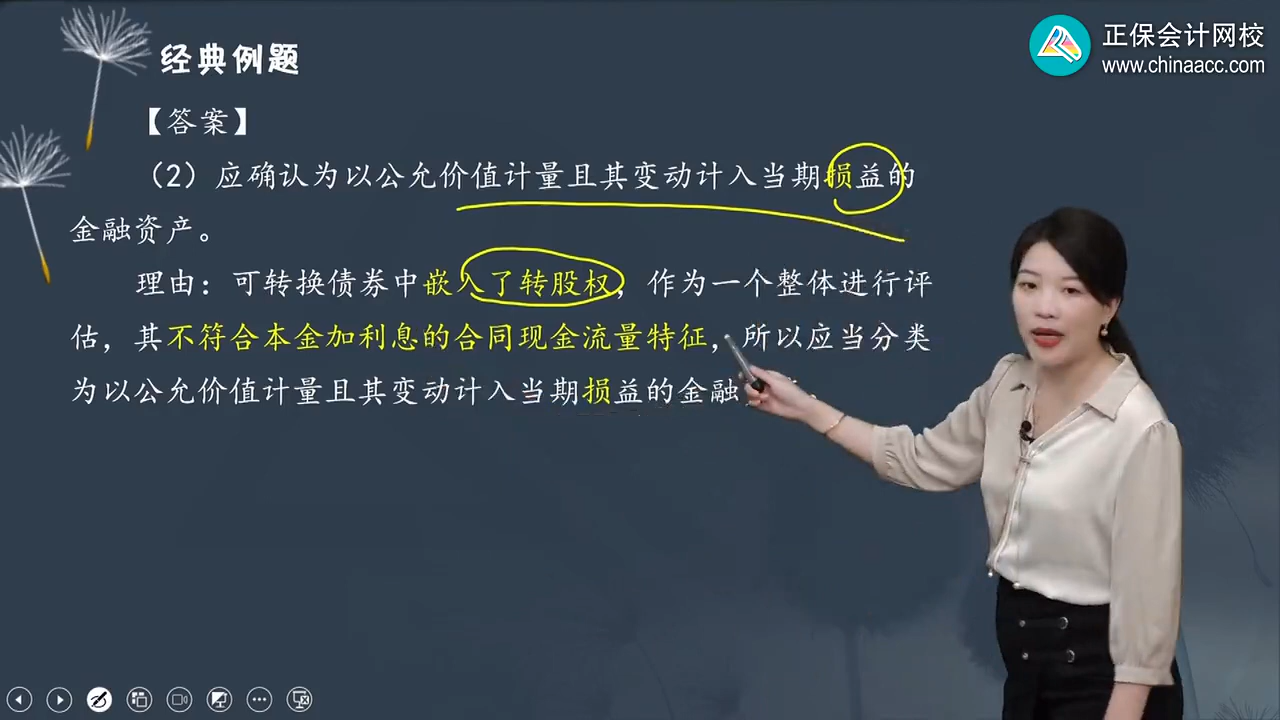 经典例题
正保会计网校
www.chinaacc.com
【答案】
（2）应确认为以公允价值计量且其变动计入当期损益的
金融资产。
理由：可转换债券中嵌入了转股权，作为一个整体进行评
估，其不符合本金加利息的合同现金流量特征，所以应当分类
为以公允价值计量且其变动计入当期损益的金融